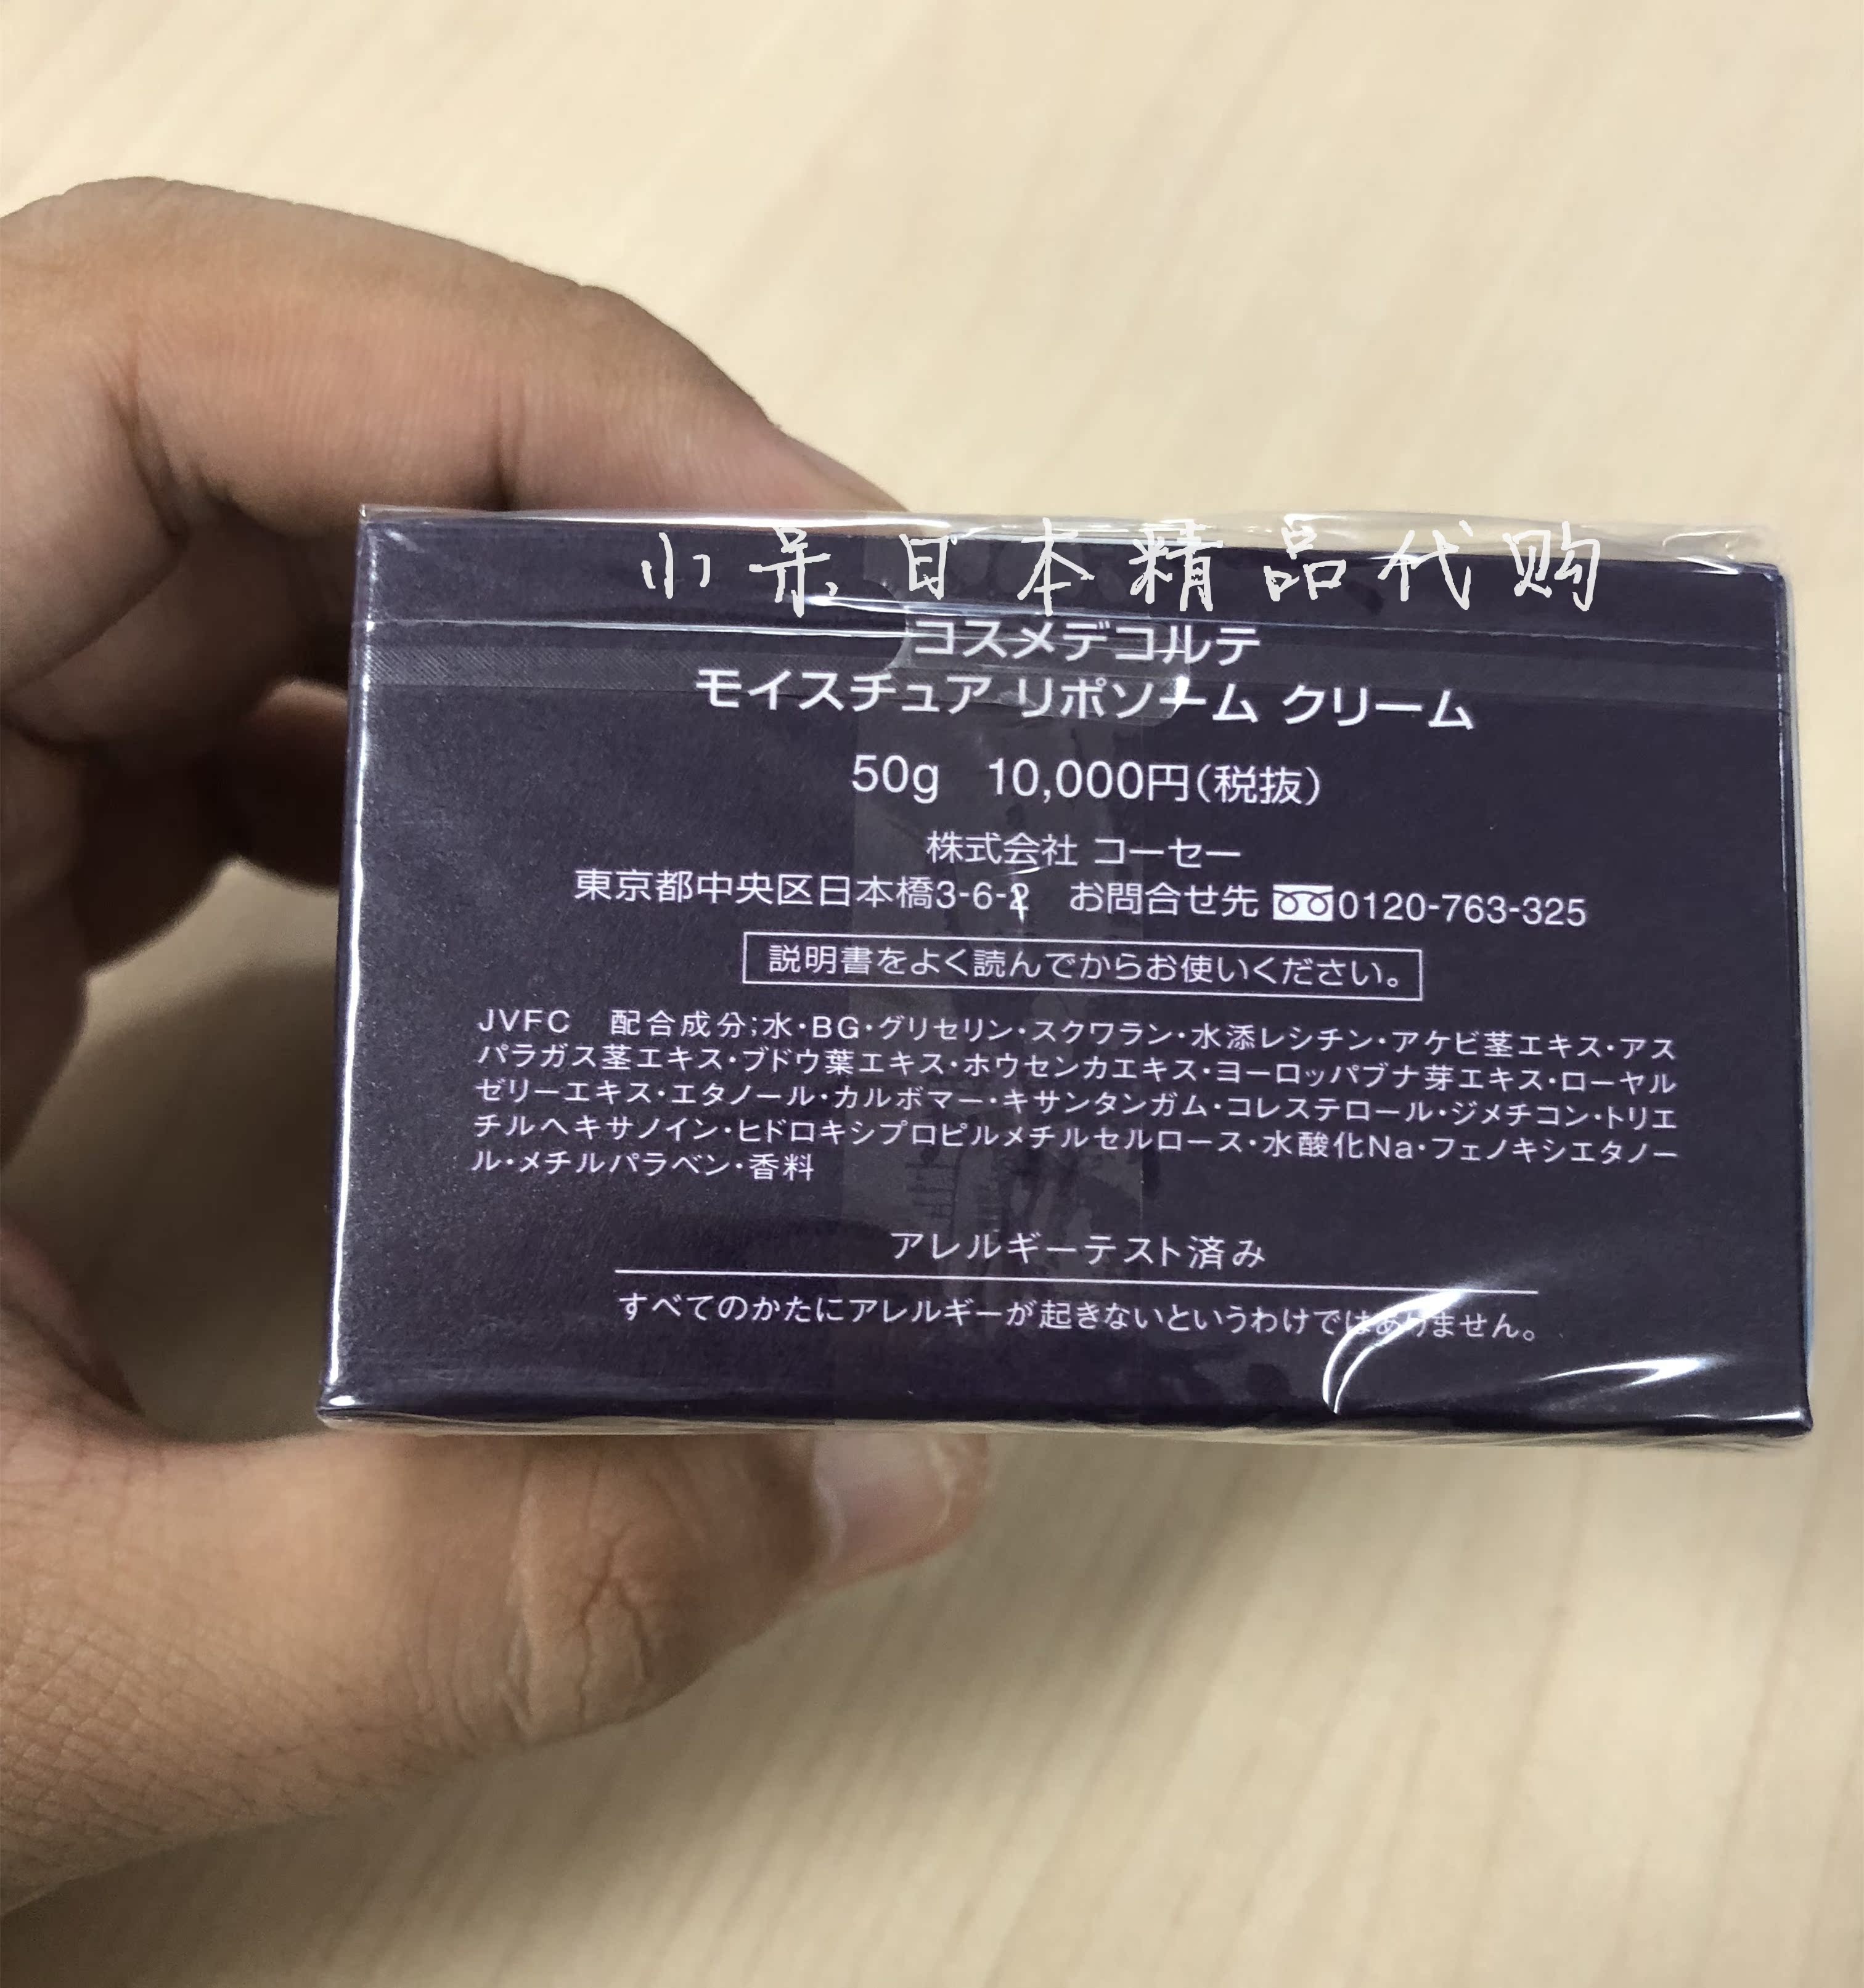 小呆日本精品代购
コスメデコルテ
モイスチュア リポソーム クリーム
50g 10,000円(税抜)
株式会社 コーセー
東京都中央区日本橋3-6-2 お問合せ先 0120-763-325
説明書をよく読んでからお使いください。
JVFC 配合成分;水・BG・グリセリン・スクワラン・水添レシチン・アケビ茎エキス・アス
パラガス茎エキス・ブドウ葉エキス・ホウセンカエキス・ヨーロッパブナ芽エキス・ローヤル
ゼリーエキス・エタノール・カルボマー・キサンタンガム・コレステロール・ジメチコン・トリエ
チルヘキサノイン・ヒドロキシプロピルメチルセルロース・水酸化Na・フェノキシエタノー
ル・メチルパラベン・香料
アレルギーテスト済み
すべてのかたにアレルギーが起きないというわけではありません。